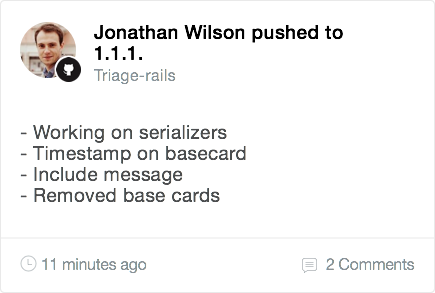 Jonathan Wilson pushed to
1.1.1.
Triage-rails
- Working on serializers
- Timestamp on basecard
- Include message
- Removed base cards
11 minutes ago
2 Comments